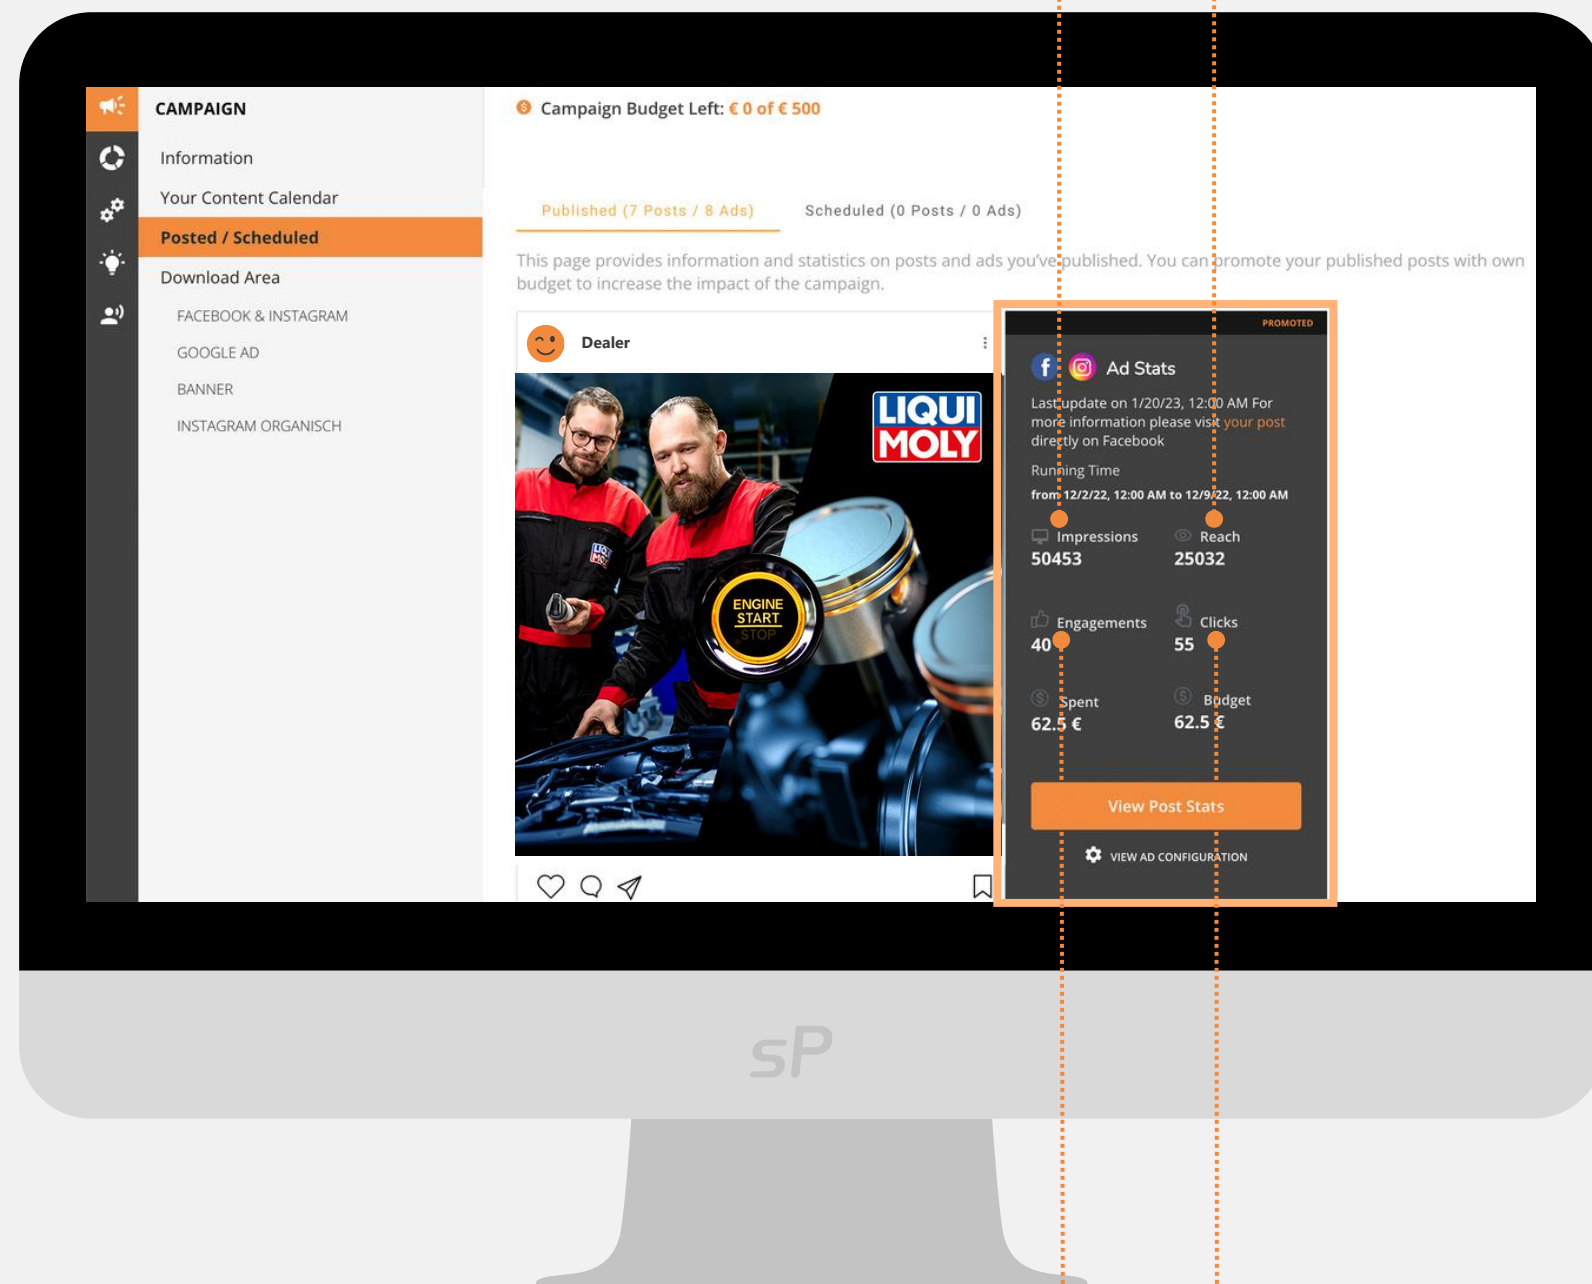 CAMPAIGN
Information
Your Content Calendar
Posted / Scheduled
Download Area
FACEBOOK & INSTAGRAM
GOOGLE AD
BANNER
INSTAGRAM ORGANISCH
Campaign Budget Left: € 0 of € 500
Published (7 Posts / 8 Ads)
Scheduled (0 Posts / 0 Ads)
This page provides information and statistics on posts and ads you've published. You can promote your published posts with own
budget to increase the impact of the campaign.
Dealer
LIQUI
MOLY
LIQUI
MOLY
ENGINE
START
STOP
PROMOTED
Ad Stats
Last update on 1/20/23, 12:00 AM For
more information please visit your post
directly on Facebook
Running Time
from 12/2/22, 12:00 AM to 12/9/22, 12:00 AM
Impressions
50453
Reach
25032
Engagements
40
Clicks
55
Spent
62.5 €
Budget
62.5 €
View Post Stats
VIEW AD CONFIGURATION
sP